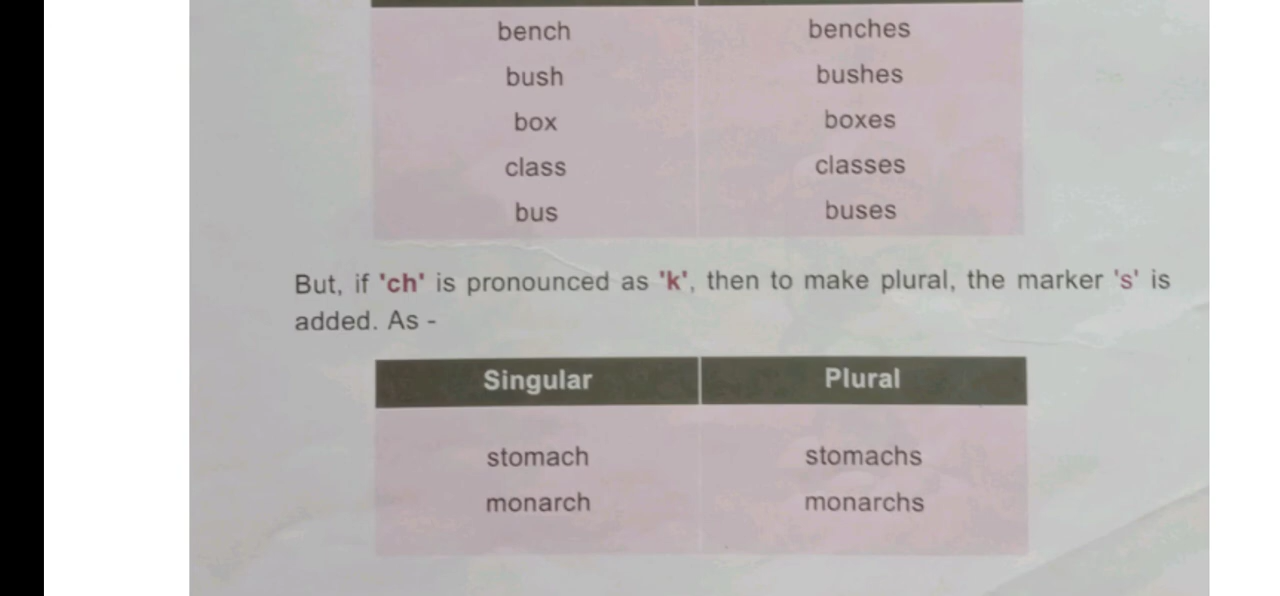 bench benches
bush bushes
box boxes
class classes
bus buses
But, if 'ch' is pronounced as 'k', then to make plural, the marker 's' is
added. As -
Singular Plural
stomach stomachs
monarch monarchs